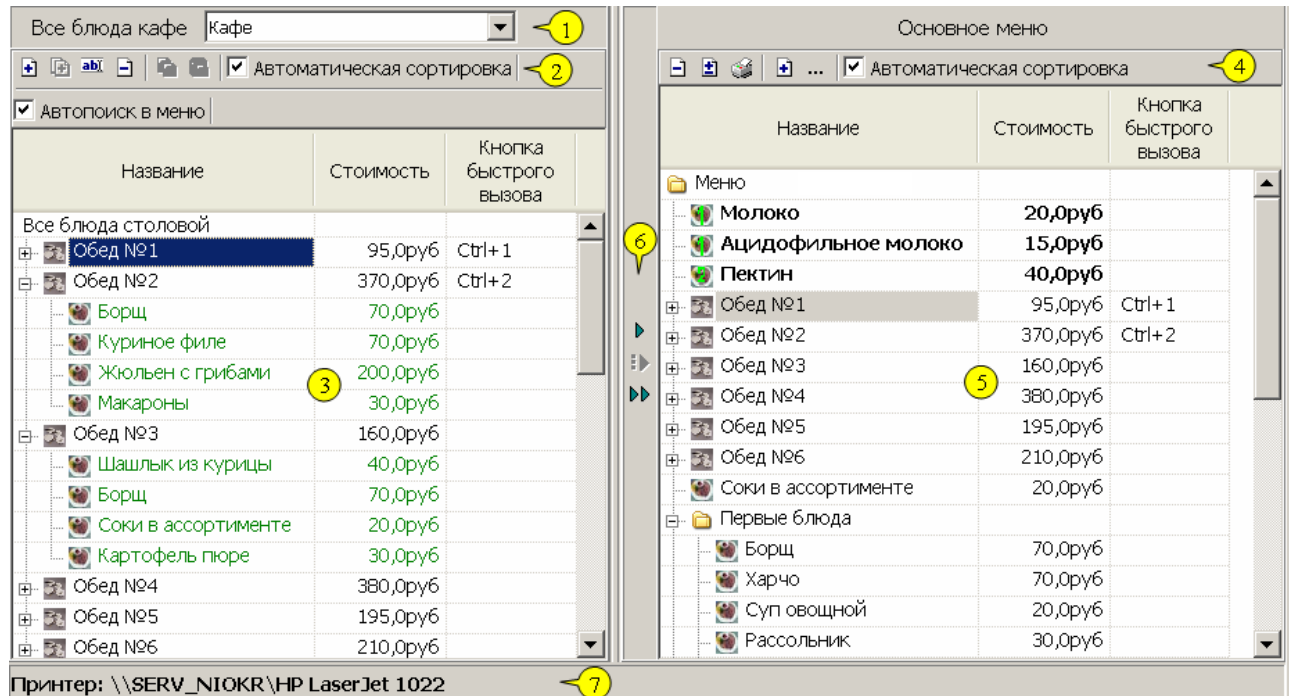 Все блюда кафе Кафе 1
abI Автоматическая сортировка 2
Автопоиск в меню
Название Стоимость Кнопка быстрого вызова
Все блюда столовой
Обед №1 95,0руб Ctrl+1
Обед №2 370,0руб Ctrl+2
Борщ 70,0руб
Куриное филе 70,0руб
Жюльен с грибами 200,0руб
3
Макароны 30,0руб
Обед №3 160,0руб
Шашлык из курицы 40,0руб
Борщ 70,0руб
Соки в ассортименте 20,0руб
Картофель пюре 30,0руб
Обед №4 380,0руб
Обед №5 195,0руб
Обед №6 210,0руб
6
Основное меню
... Автоматическая сортировка 4
Название Стоимость Кнопка быстрого вызова
Меню
1 Молоко 20,0руб
1 Ацидофильное молоко 15,0руб
2 Пектин 40,0руб
Обед №1 95,0руб Ctrl+1
Обед №2 370,0руб Ctrl+2
Обед №3 160,0руб
5
Обед №4 380,0руб
Обед №5 195,0руб
Обед №6 210,0руб
Соки в ассортименте 20,0руб
Первые блюда
Борщ 70,0руб
Харчо 70,0руб
Суп овощной 20,0руб
Рассольник 30,0руб
Принтер: \\SERV_NIOKR\HP LaserJet 1022 7